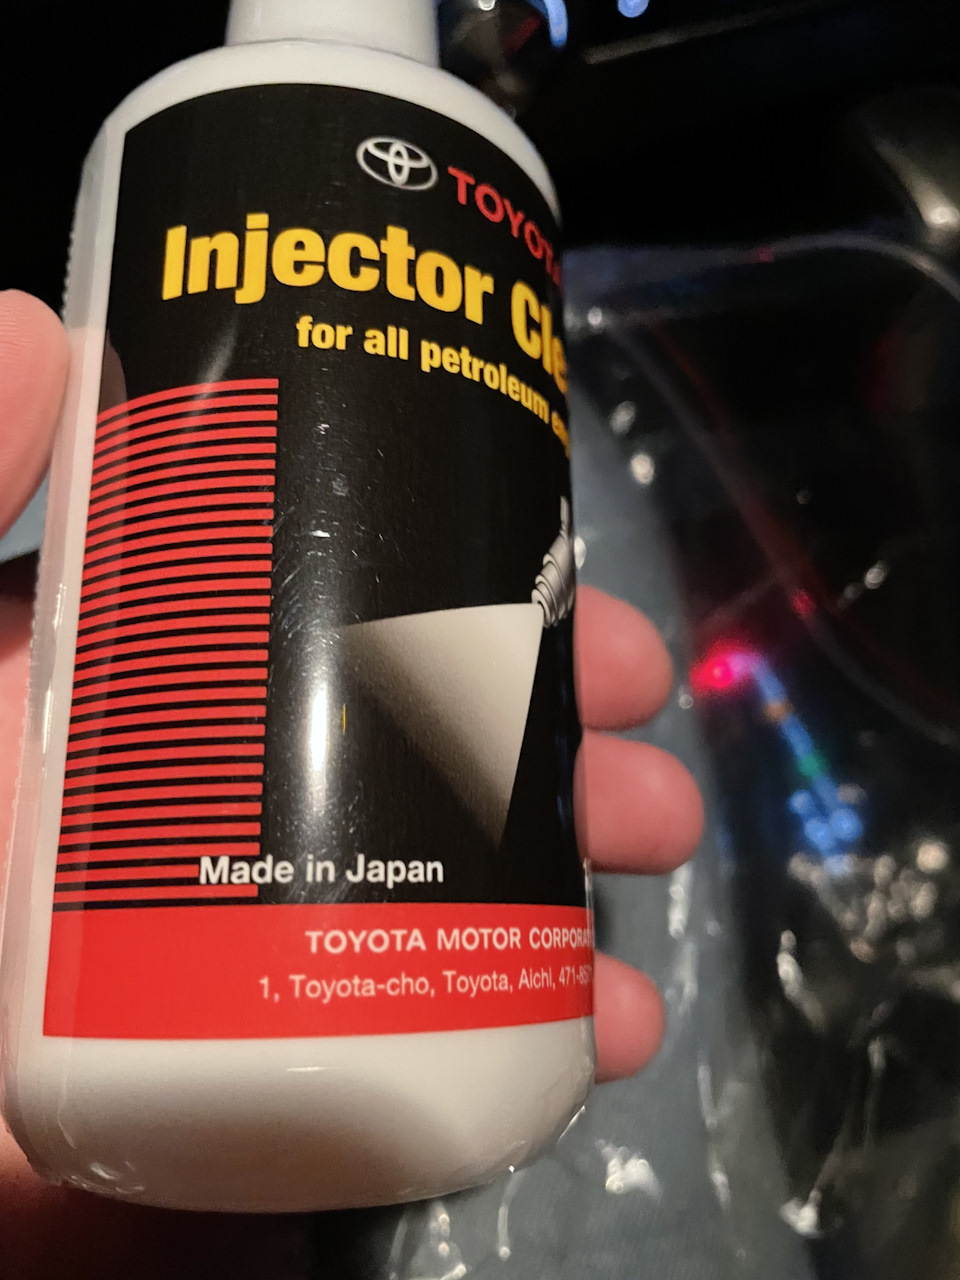 TOYOTA
Injector
for all petroleum
Made in Japan
TOYOTA MOTOR
1, Toyota-cho, Toyota, Aichi,